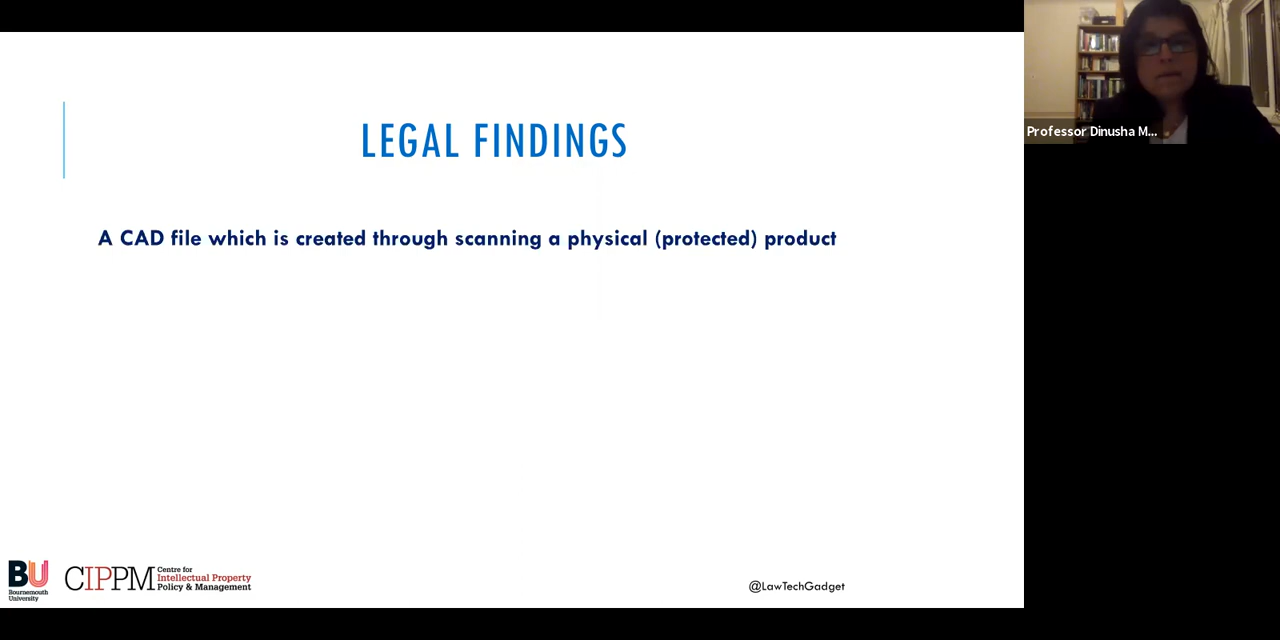 LEGAL FINDINGS
A CAD file which is created through scanning a physical (protected) product
BU
Bournemouth
University
CIPPM
Centre for
Intellectual Property
Policy & Management
@LawTechGadget
Professor Dinusha M...